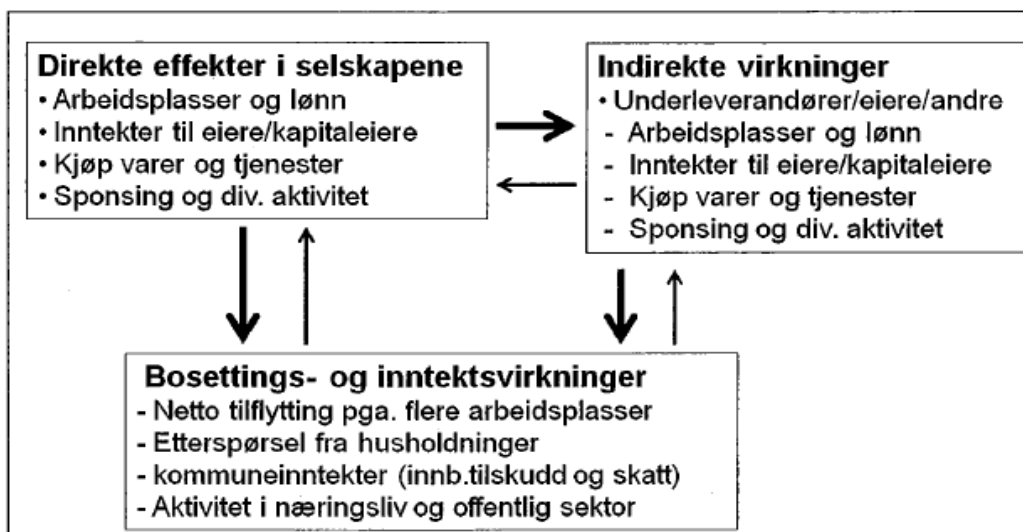 Direkte effekter i selskapene
• Arbeidsplasser og lønn
• Inntekter til eiere/kapitaleiere
• Kjøp varer og tjenester
• Sponsing og div. aktivitet
Indirekte virkninger
• Underleverandører/eiere/andre
- Arbeidsplasser og lønn
- Inntekter til eiere/kapitaleiere
- Kjøp varer og tjenester
- Sponsing og div. aktivitet
Bosettings- og inntektsvirkninger
- Netto tilflytting pga. flere arbeidsplasser
- Etterspørsel fra husholdninger
- kommuneinntekter (innb.tilskudd og skatt)
- Aktivitet i næringsliv og offentlig sektor